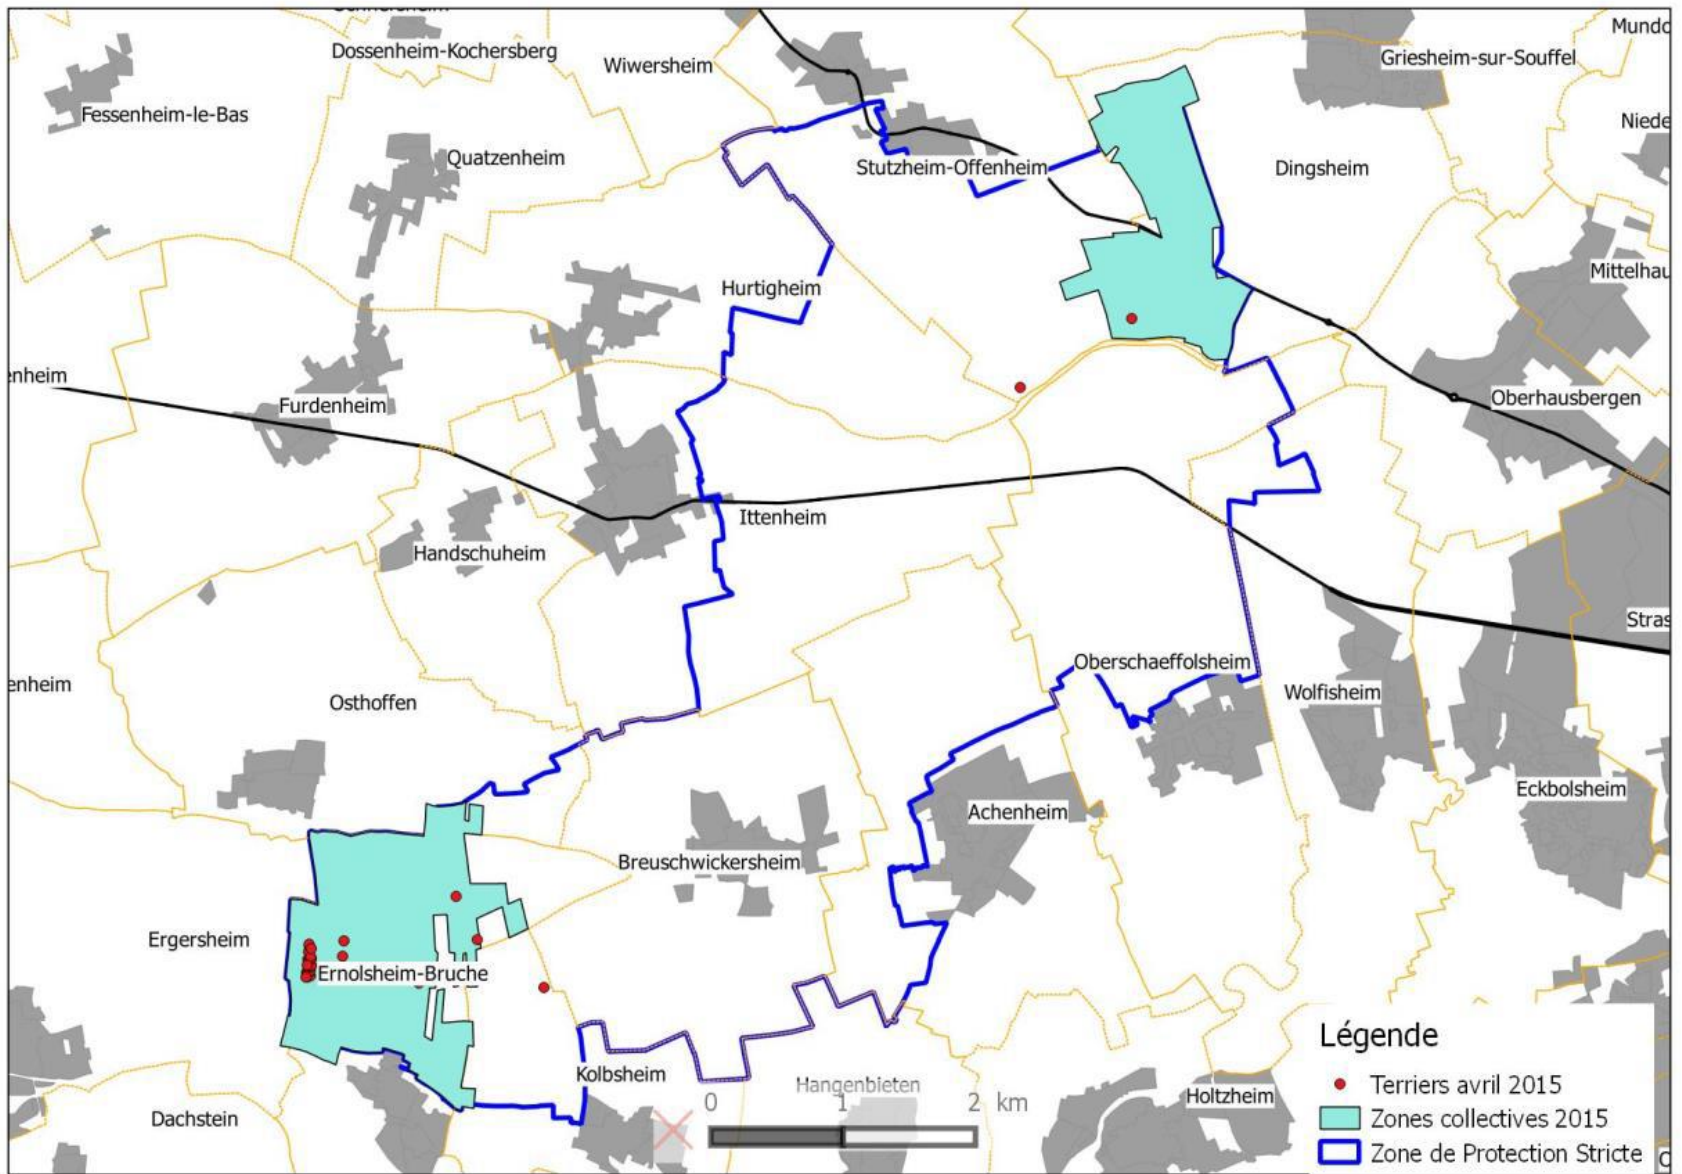 Dossenheim-Kochersberg
Wiwersheim
Griesheim-sur-Souffel
Fessenheim-le-Bas
Quatzenheim
Stutzheim-Offenheim
Dingsheim
Hurtigheim
Furdenheim
Oberhausbergen
Ittenheim
Handschuheim
Oberschaeffolsheim
Wolfisheim
Osthoffen
Eckbolsheim
Achenheim
Breuschwickersheim
Ergersheim
Ernolsheim-Bruche
Kolbsheim
Hangenbieten
Holtzheim
Dachstein
0 1 2 km
Légende
Terriers avril 2015
Zones collectives 2015
Zone de Protection Stricte